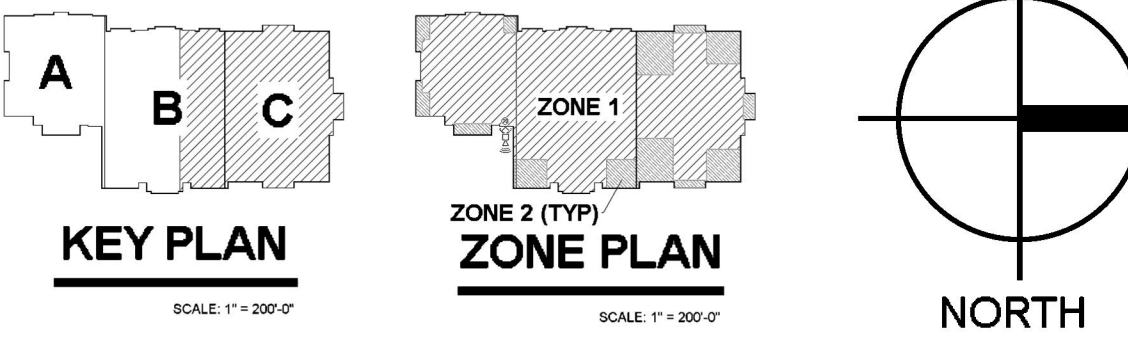 A
B
C
KEY PLAN
SCALE: 1" = 200'-0"
ZONE 1
ZONE 2 (TYP)
ZONE PLAN
SCALE: 1" = 200'-0"
NORTH